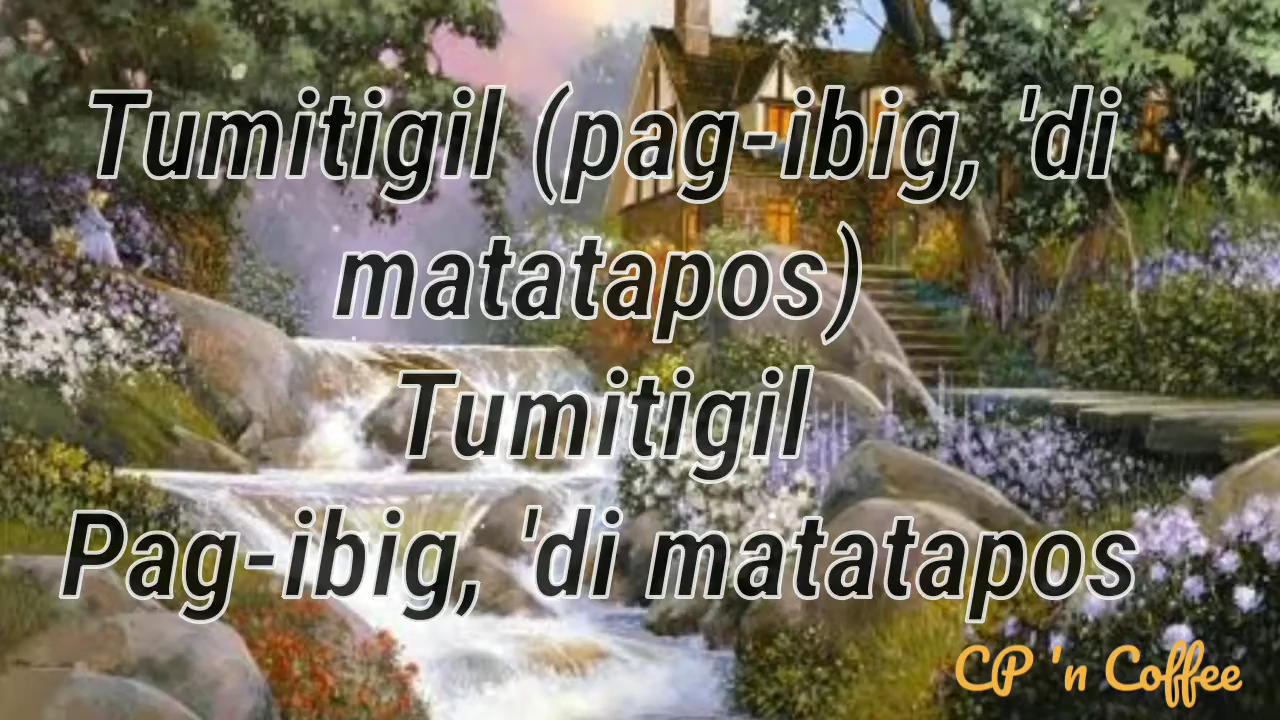 Tumitigil (pag-ibig, 'di
matatapos)
Tumitigil
Pag-ibig, 'di matatapos
CP 'n Coffee